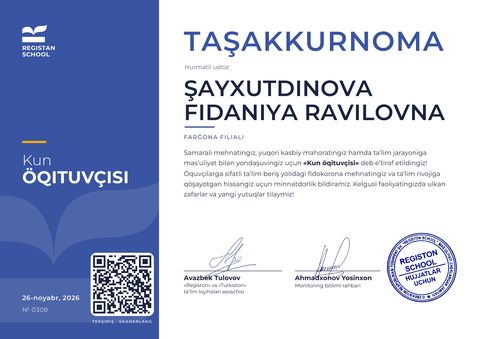 REGISTAN
SCHOOL
Kun
ÖQITUVÇISI
26-noyabr, 2026
№ 0308
TEKŞIRIŞ - SKANERLANG
TAŞAKKURNOMA
Hurmatli ustoz
ŞAYXUTDINOVA
FIDANIYA RAVILOVNA
FARĞONA FILIALI
Samarali mehnatingiz, yuqori kasbiy mahoratingiz hamda ta'lim jarayoniga
mas'uliyat bilan yondaşuvingiz uçun «Kun öqituvçisi» deb e'tirof etildingiz!
Öquvçilarga sifatli ta'lim beriş yölidagi fidokorona mehnatingiz va ta'lim rivojiga
qöşayotgan hissangiz uçun minnatdorlik bildiramiz. Kelgusi faoliyatingizda ulkan
zafarlar va yangi yutuqlar tilaymiz!
Avazbek Tulovov
«Registon» va «Turkiston»
ta'lim loyihalari asosçisi
Ahmadxonov Yosinxon
Monitoring bölimi rahbari
REGISTON
SCHOOL
HUJJATLAR
UCHUN